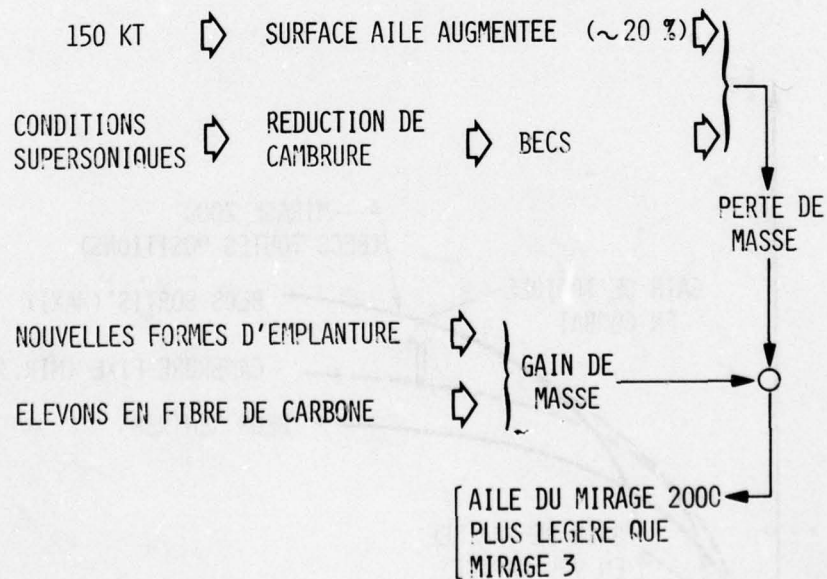 150 KT SURFACE AILE AUGMENTEE (~20 %)
CONDITIONS SUPERSONIQUES
REDUCTION DE CAMBRURE
BECS
PERTE DE MASSE
NOUVELLES FORMES D'EMPLANTURE
ELEVONS EN FIBRE DE CARBONE
GAIN DE MASSE
AILE DU MIRAGE 2000
PLUS LEGERE QUE
MIRAGE 3